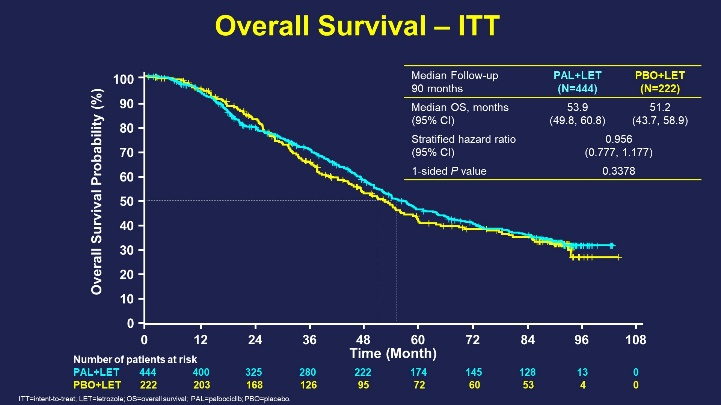 Overall Survival – ITT
Overall Survival Probability (%)
100
90
80
70
60
50
40
30
20
10
0
Median Follow-up 90 months PAL+LET (N=444) PBO+LET (N=222)
Median OS, months (95% CI) 53.9 (49.8, 60.8) 51.2 (43.7, 58.9)
Stratified hazard ratio (95% CI) 0.956 (0.777, 1.177)
1-sided P value 0.3378
0 12 24 36 48 60 72 84 96 108
Time (Month)
Number of patients at risk
PAL+LET 444 400 325 280 222 174 145 128 13 0
PBO+LET 222 203 168 126 95 72 60 53 4 0
ITT=intent-to-treat; LET=letrozole; OS=overall survival; PAL=palbociclib; PBO=placebo.